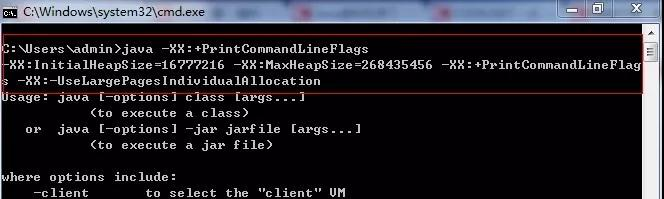 C:\Windows\system32\cmd.exe
C:\Users\admin>java -XX:+PrintCommandLineFlags
-XX:InitialHeapSize=16777216 -XX:MaxHeapSize=268435456 -XX:+PrintCommandLineFlag
s -XX:-UseLargePagesIndividualAllocation
Usage: java [-options] class [args...]
(to execute a class)
or java [-options] -jar jarfile [args...]
(to execute a jar file)
where options include:
-client to select the "client" VM